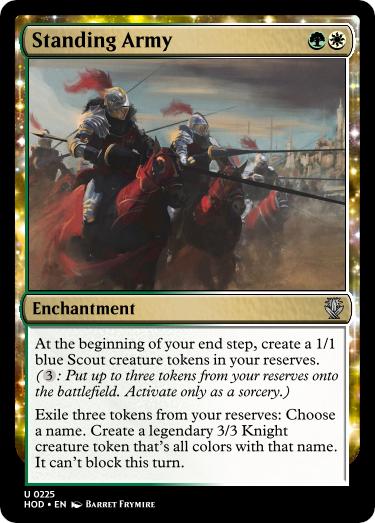 Standing Army
Enchantment
At the beginning of your end step, create a 1/1
blue Scout creature tokens in your reserves.
(3: Put up to three tokens from your reserves onto
the battlefield. Activate only as a sorcery.)
Exile three tokens from your reserves: Choose
a name. Create a legendary 3/3 Knight
creature token that's all colors with that name.
It can't block this turn.
U 0225
HOD • EN Barret Frymire